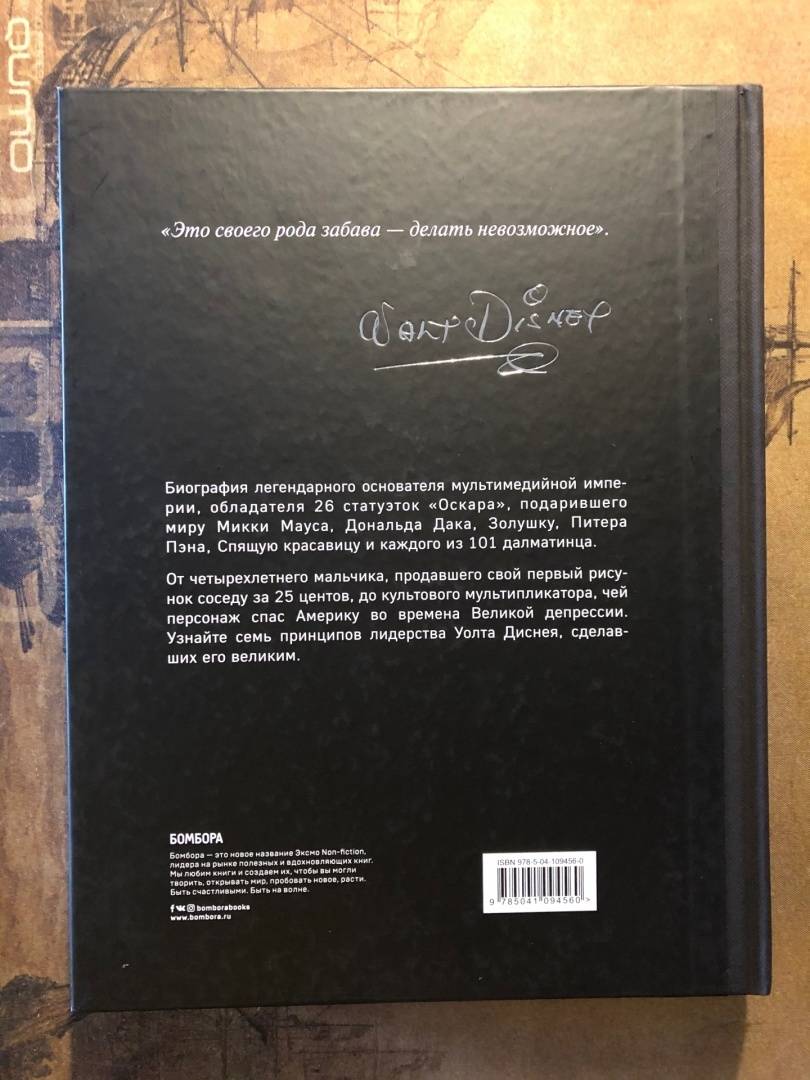 «Это своего рода забава — делать невозможное».
Walt Disney
Биография легендарного основателя мультимедийной импе-
рии, обладателя 26 статуэток «Оскара», подарившего
миру Микки Мауса, Дональда Дака, Золушку, Питера
Пэна, Спящую красавицу и каждого из 101 далматинца.
От четырехлетнего мальчика, продавшего свой первый рису-
нок соседу за 25 центов, до культового мультипликатора, чей
персонаж спас Америку во времена Великой депрессии.
Узнайте семь принципов лидерства Уолта Диснея, сделав-
ших его великим.
БОМБОРА
Бомбора — это новое название Эксмо Non-fiction,
лидера на рынке полезных и вдохновляющих книг.
Мы любим книги и создаем их, чтобы вы могли
творить, открывать мир, пробовать новое, расти.
Быть счастливыми. Быть на волне.
bomborabooks
www.bombora.ru
ISBN 978-5-04-109456-0
9 785041 094560>